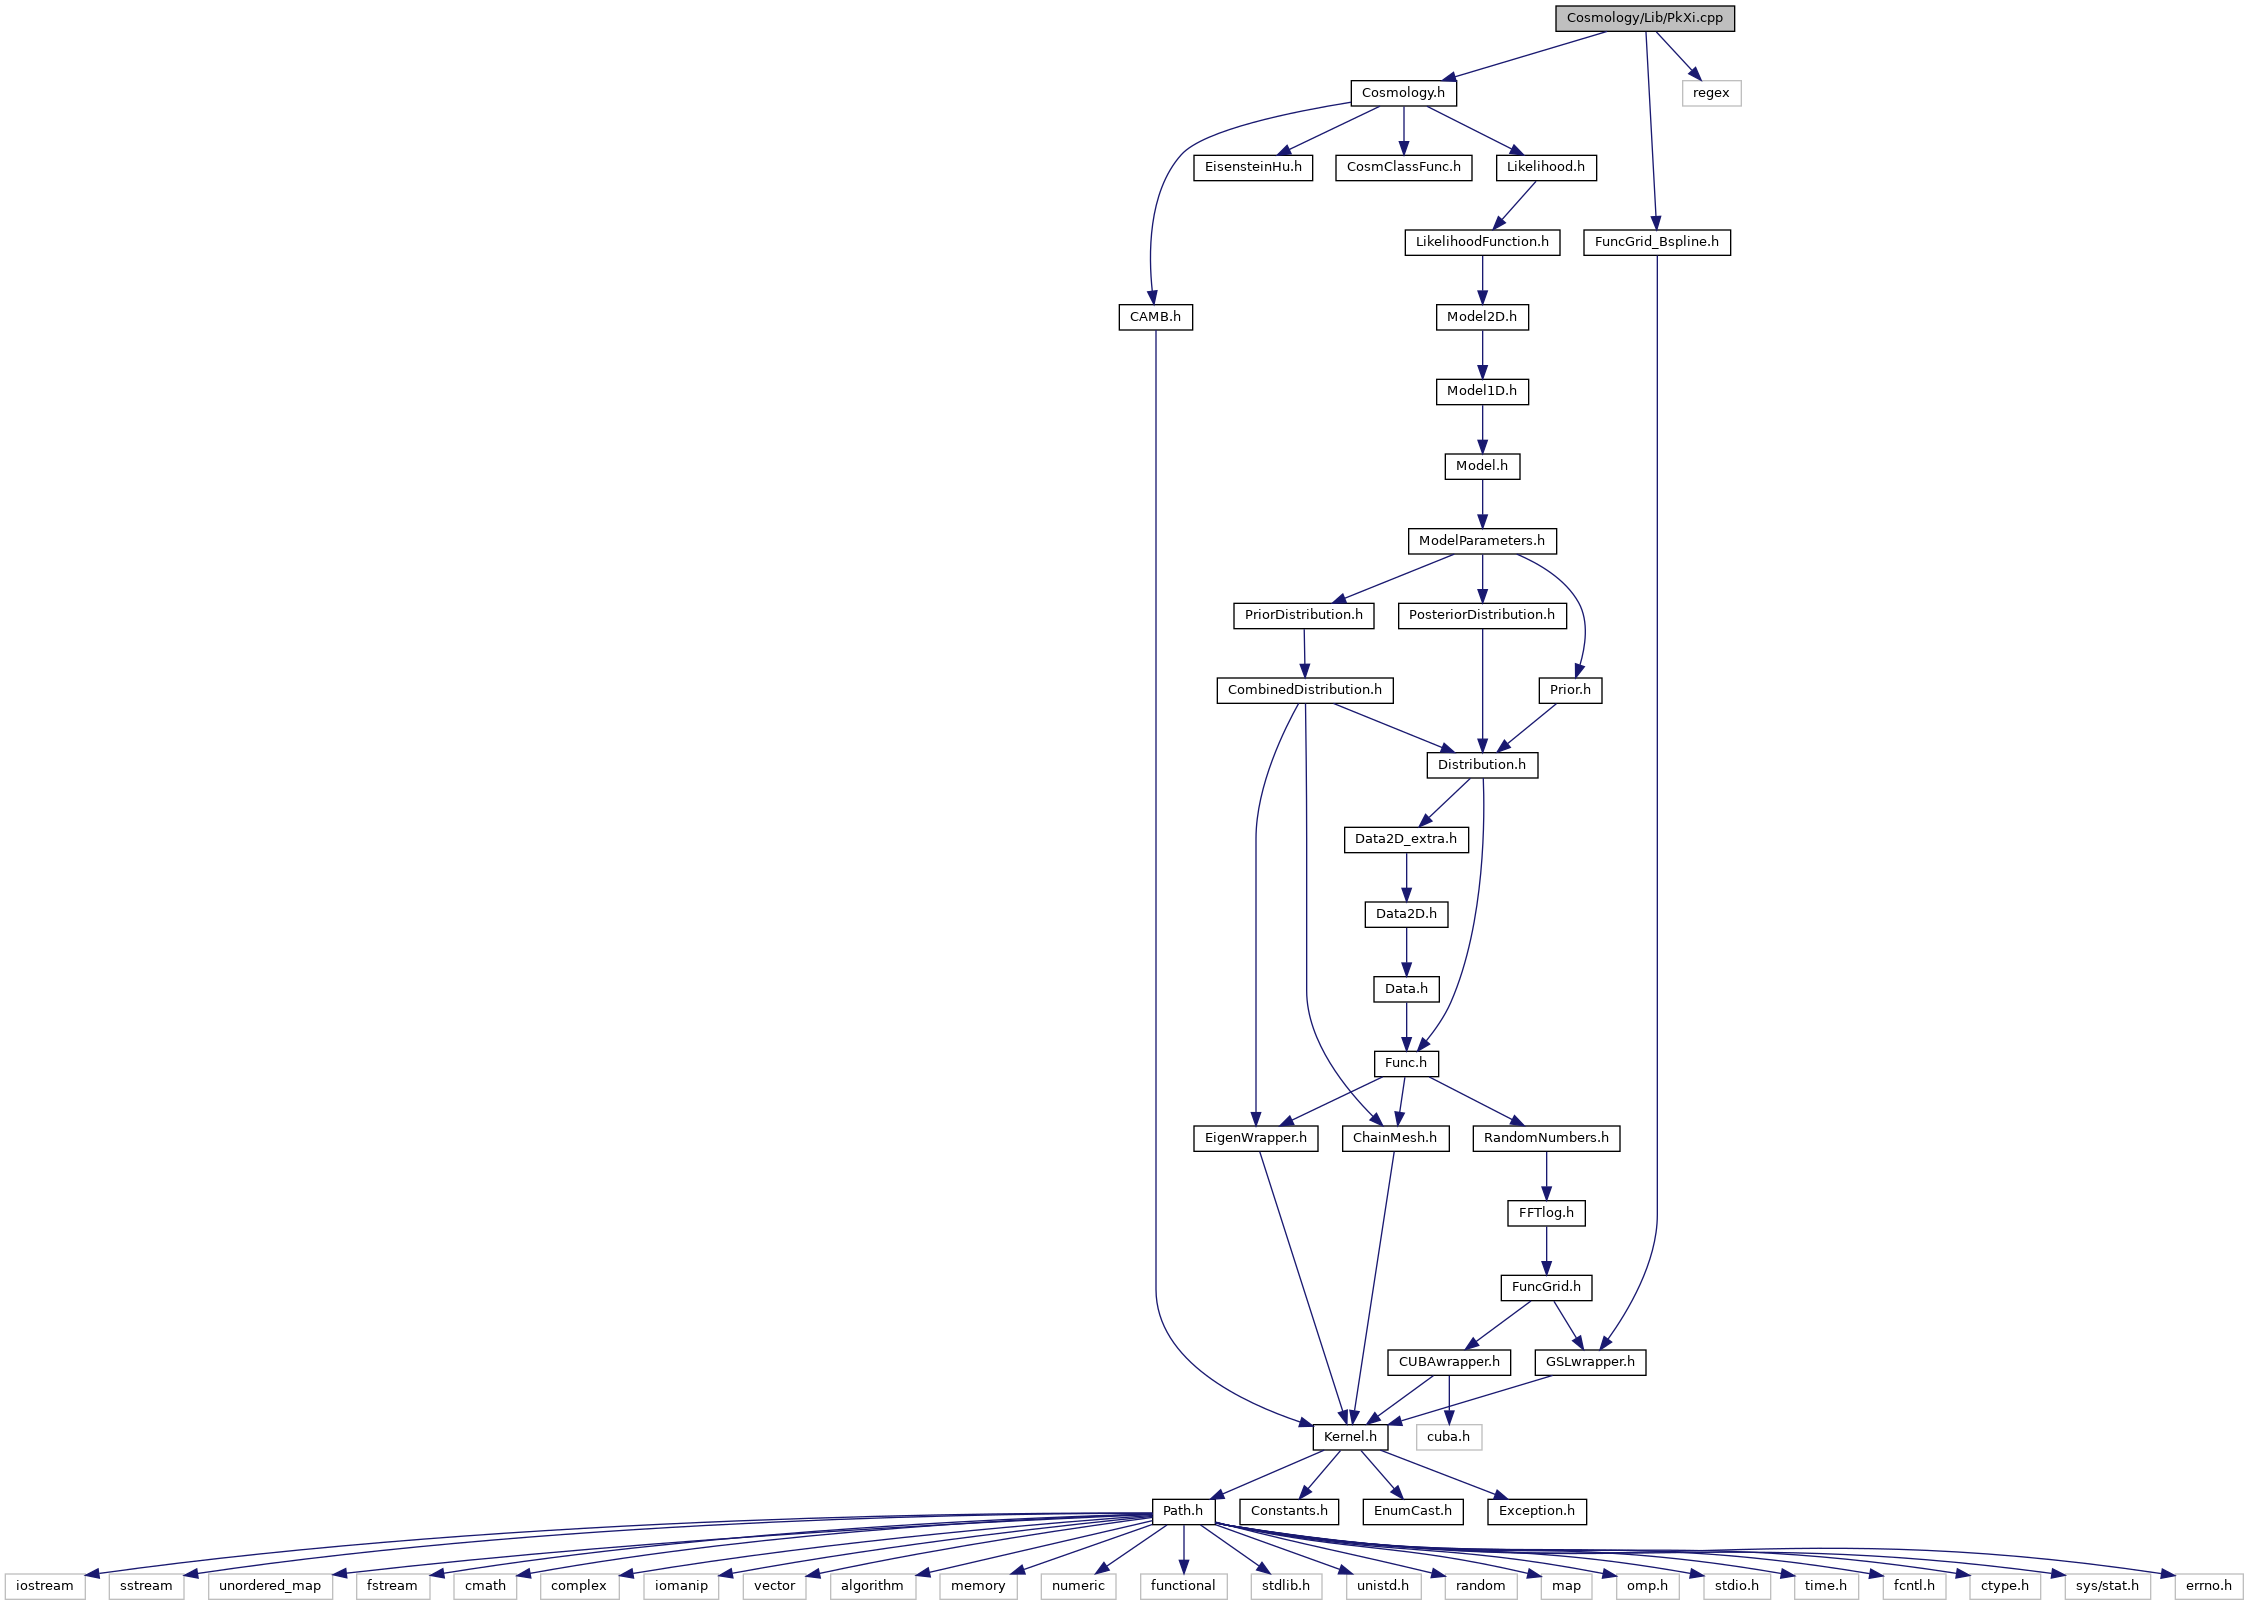 Cosmology/Lib/PkXi.cpp
Cosmology.h
regex
EisensteinHu.h
CosmClassFunc.h
Likelihood.h
LikelihoodFunction.h
FuncGrid_Bspline.h
CAMB.h
Model2D.h
Model1D.h
Model.h
ModelParameters.h
PriorDistribution.h
PosteriorDistribution.h
CombinedDistribution.h
Prior.h
Distribution.h
Data2D_extra.h
Data2D.h
Data.h
Func.h
EigenWrapper.h
ChainMesh.h
RandomNumbers.h
FFTlog.h
FuncGrid.h
CUBAwrapper.h
GSLwrapper.h
Kernel.h
cuba.h
Path.h
Constants.h
EnumCast.h
Exception.h
iostream
sstream
unordered_map
fstream
cmath
complex
iomanip
vector
algorithm
memory
numeric
functional
stdlib.h
unistd.h
random
map
omp.h
stdio.h
time.h
fcntl.h
ctype.h
sys/stat.h
errno.h